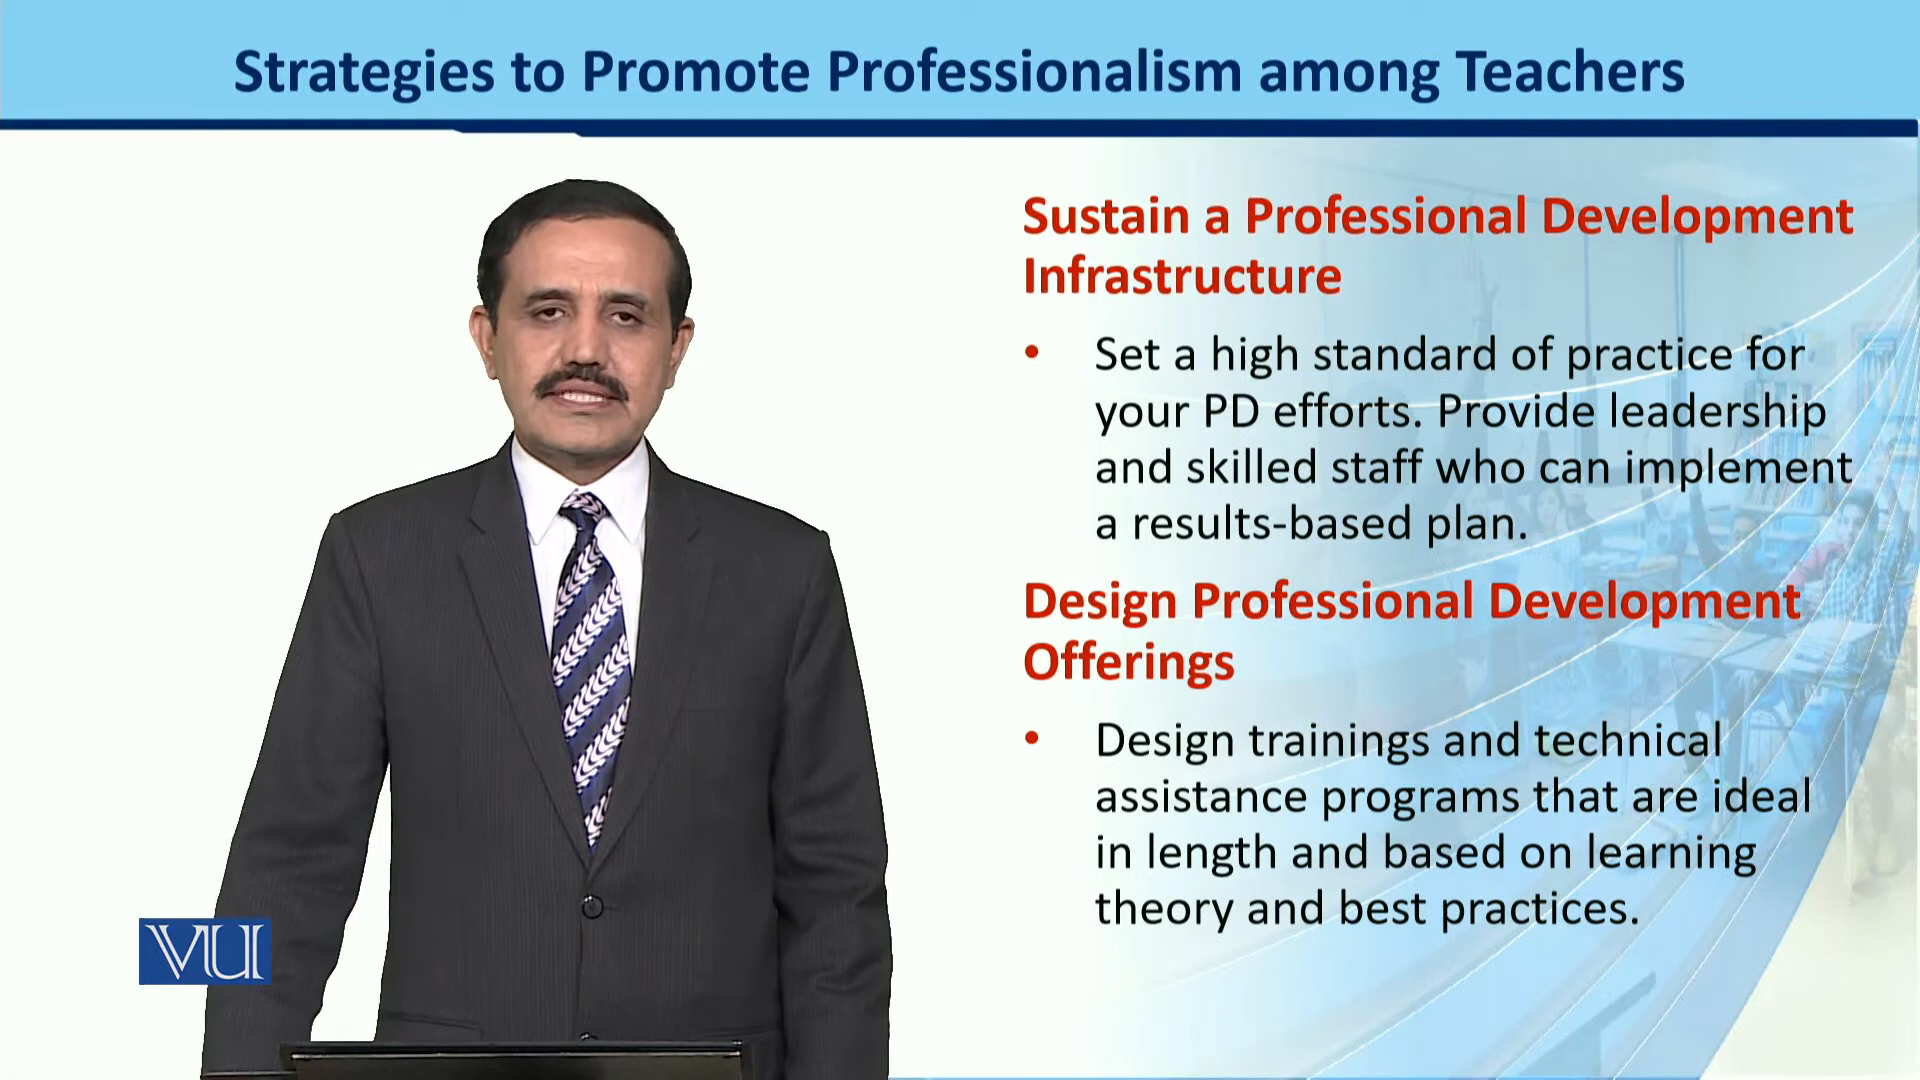 Strategies to Promote Professionalism among Teachers
Sustain a Professional Development
Infrastructure
• Set a high standard of practice for
your PD efforts. Provide leadership
and skilled staff who can implement
a results-based plan.
Design Professional Development
Offerings
• Design trainings and technical
assistance programs that are ideal
in length and based on learning
theory and best practices.
VU